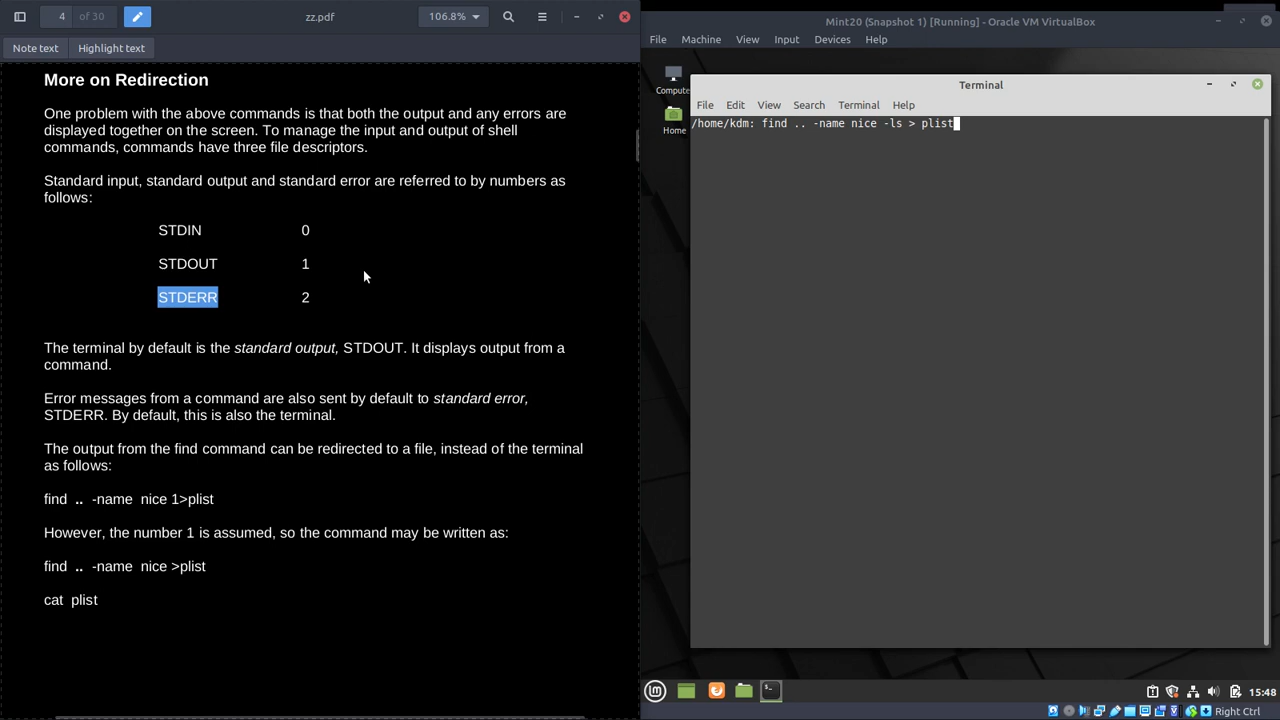 4 of 30
zz.pdf
106.8%
Note text Highlight text
More on Redirection
One problem with the above commands is that both the output and any errors are
displayed together on the screen. To manage the input and output of shell
commands, commands have three file descriptors.
Standard input, standard output and standard error are referred to by numbers as
follows:
STDIN 0
STDOUT 1
STDERR 2
The terminal by default is the standard output, STDOUT. It displays output from a
command.
Error messages from a command are also sent by default to standard error,
STDERR. By default, this is also the terminal.
The output from the find command can be redirected to a file, instead of the terminal
as follows:
find .. -name nice 1>plist
However, the number 1 is assumed, so the command may be written as:
find .. -name nice >plist
cat plist
Mint20 (Snapshot 1) [Running] - Oracle VM VirtualBox
File Machine View Input Devices Help
Compute
Home
Terminal
File Edit View Search Terminal Help
/home/kdm: find .. -name nice -ls > plist
15:48
Right Ctrl